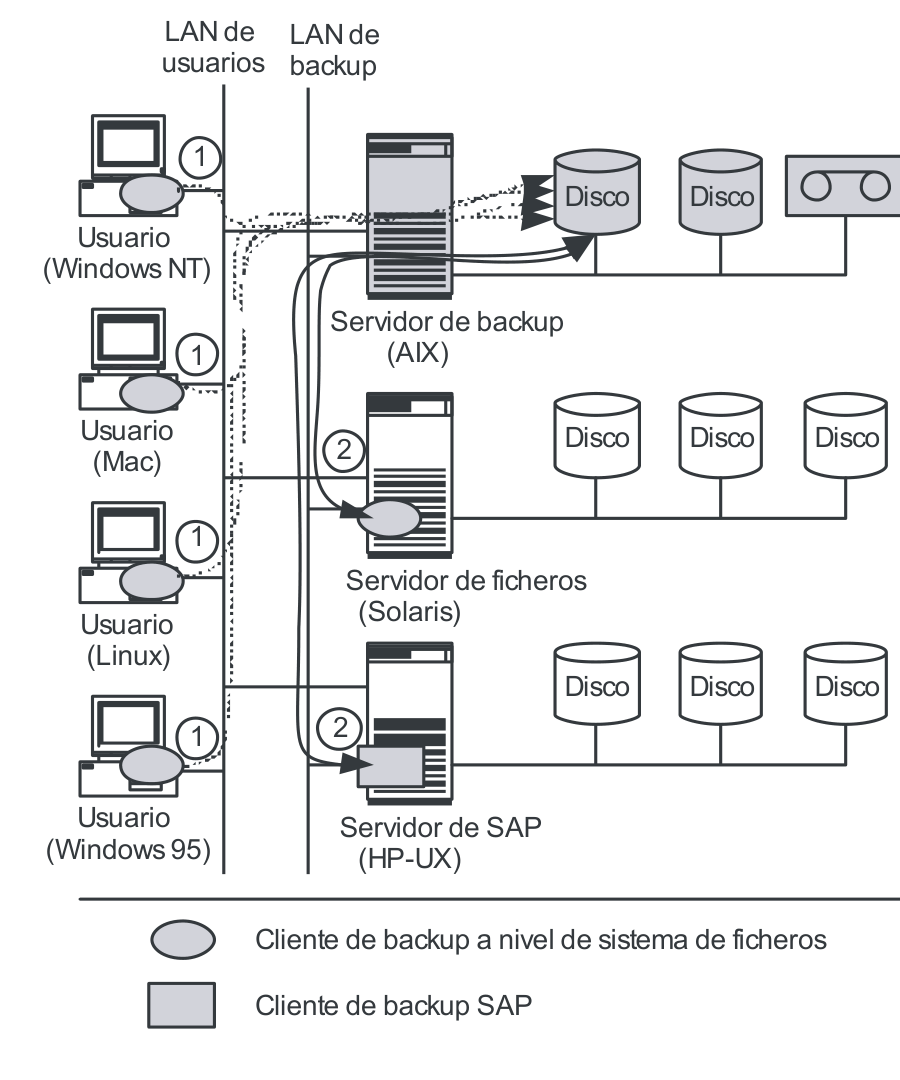 LAN de
usuarios
LAN de
backup
1
Disco
Disco
Usuario
(Windows NT)
Servidor de backup
(AIX)
1
Usuario
(Mac)
2
Disco
Disco
Disco
1
Usuario
(Linux)
Servidor de ficheros
(Solaris)
1
2
Disco
Disco
Disco
Usuario
(Windows 95)
Servidor de SAP
(HP-UX)
Cliente de backup a nivel de sistema de ficheros
Cliente de backup SAP